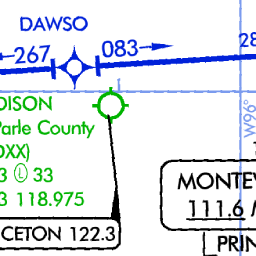 DAWSO
267
083
28
W96°
DISON
Parle County
DXX)
3 Ⓛ 33
3 118.975
MONTEV
111.6 M
CETON 122.3
PRIN